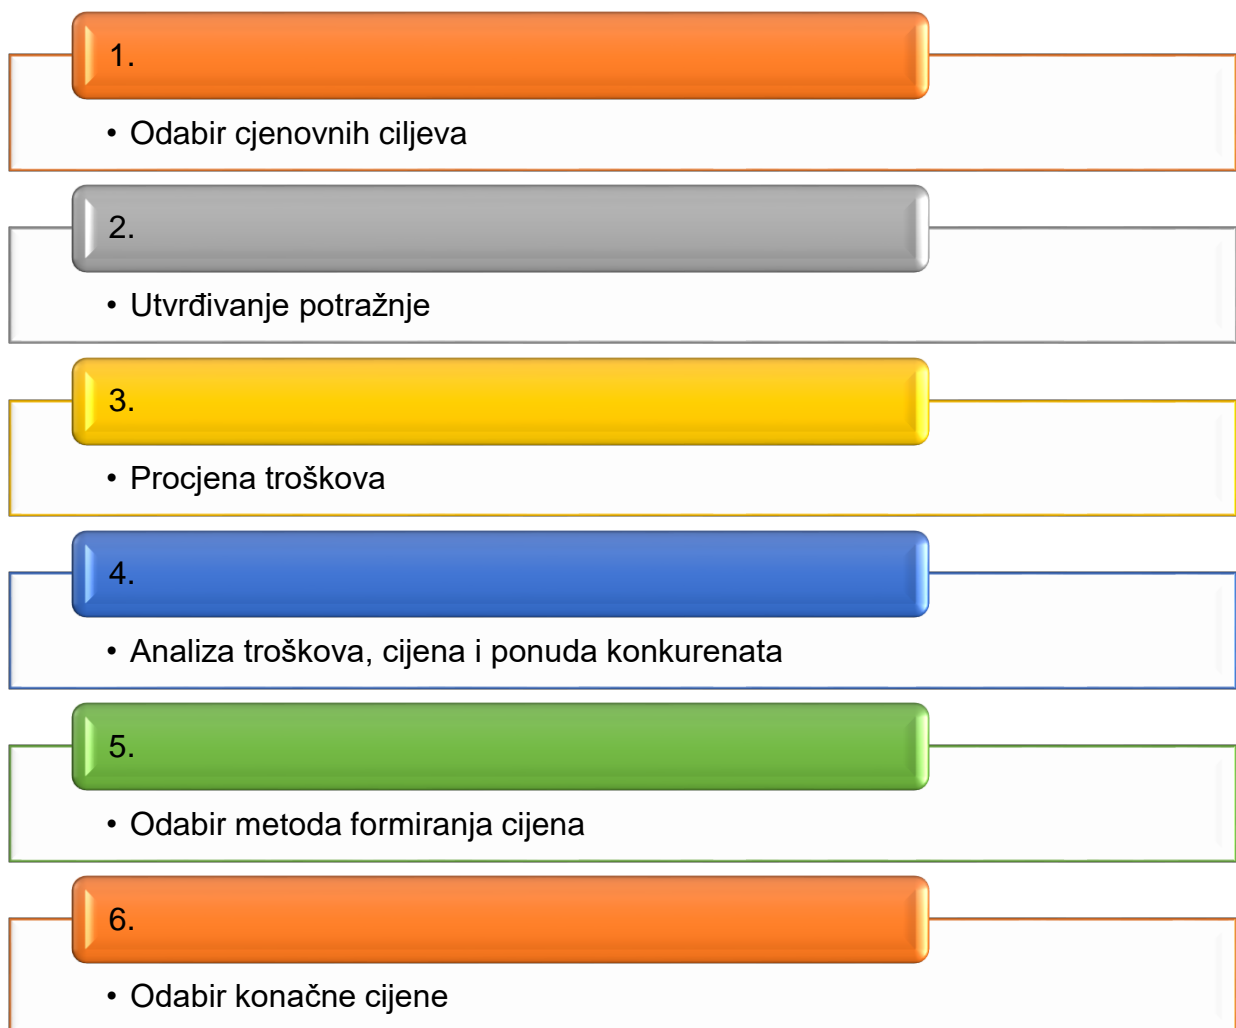 1.
• Odabir cjenovnih ciljeva
2.
• Utvrđivanje potražnje
3.
• Procjena troškova
4.
• Analiza troškova, cijena i ponuda konkurenata
5.
• Odabir metoda formiranja cijena
6.
• Odabir konačne cijene